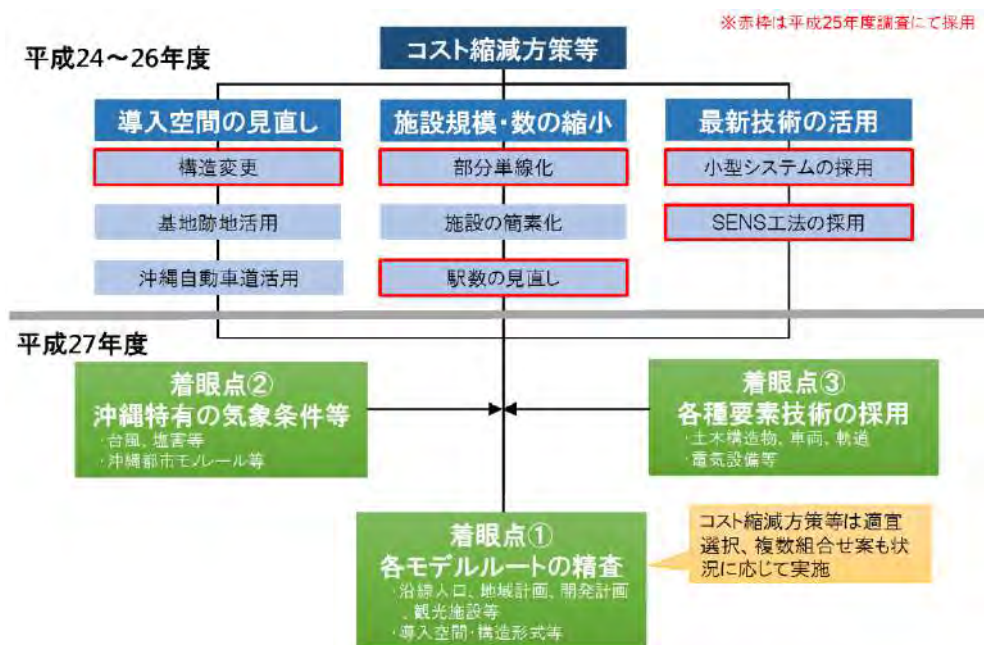 ※赤枠は平成25年度調査にて採用
平成24～26年度
コスト縮減方策等
導入空間の見直し
施設規模・数の縮小
最新技術の活用
構造変更
部分単線化
小型システムの採用
基地跡地活用
施設の簡素化
SENS工法の採用
沖縄自動車道活用
駅数の見直し
平成27年度
着眼点②
沖縄特有の気象条件等
・台風、塩害等
・沖縄都市モノレール等
着眼点③
各種要素技術の採用
・土木構造物、車両、軌道
・電気設備等
着眼点①
各モデルルートの精査
・沿線人口、地域計画、開発計画
、観光施設等
・導入空間・構造形式等
コスト縮減方策等は適宜
選択、複数組合せ案も状
況に応じて実施